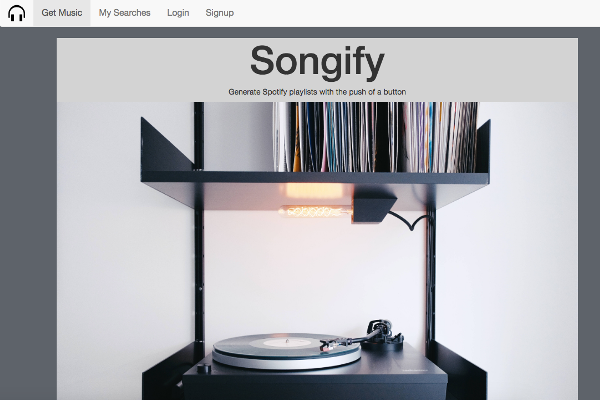 Get Music
My Searches
Login
Signup
Songify
Generate Spotify playlists with the push of a button